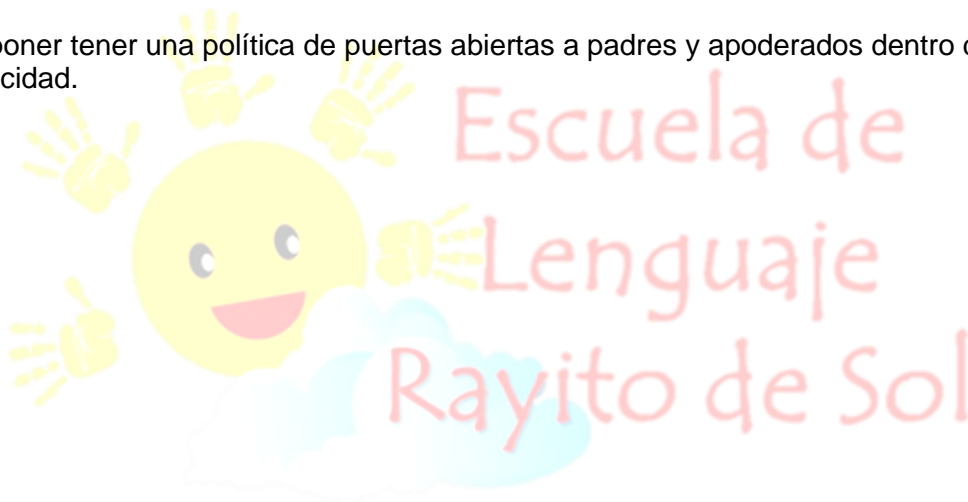 poner tener una política de puertas abiertas a padres y apoderados dentro
cidad.
Escuela de
Lenguaje
Rayito de Sol